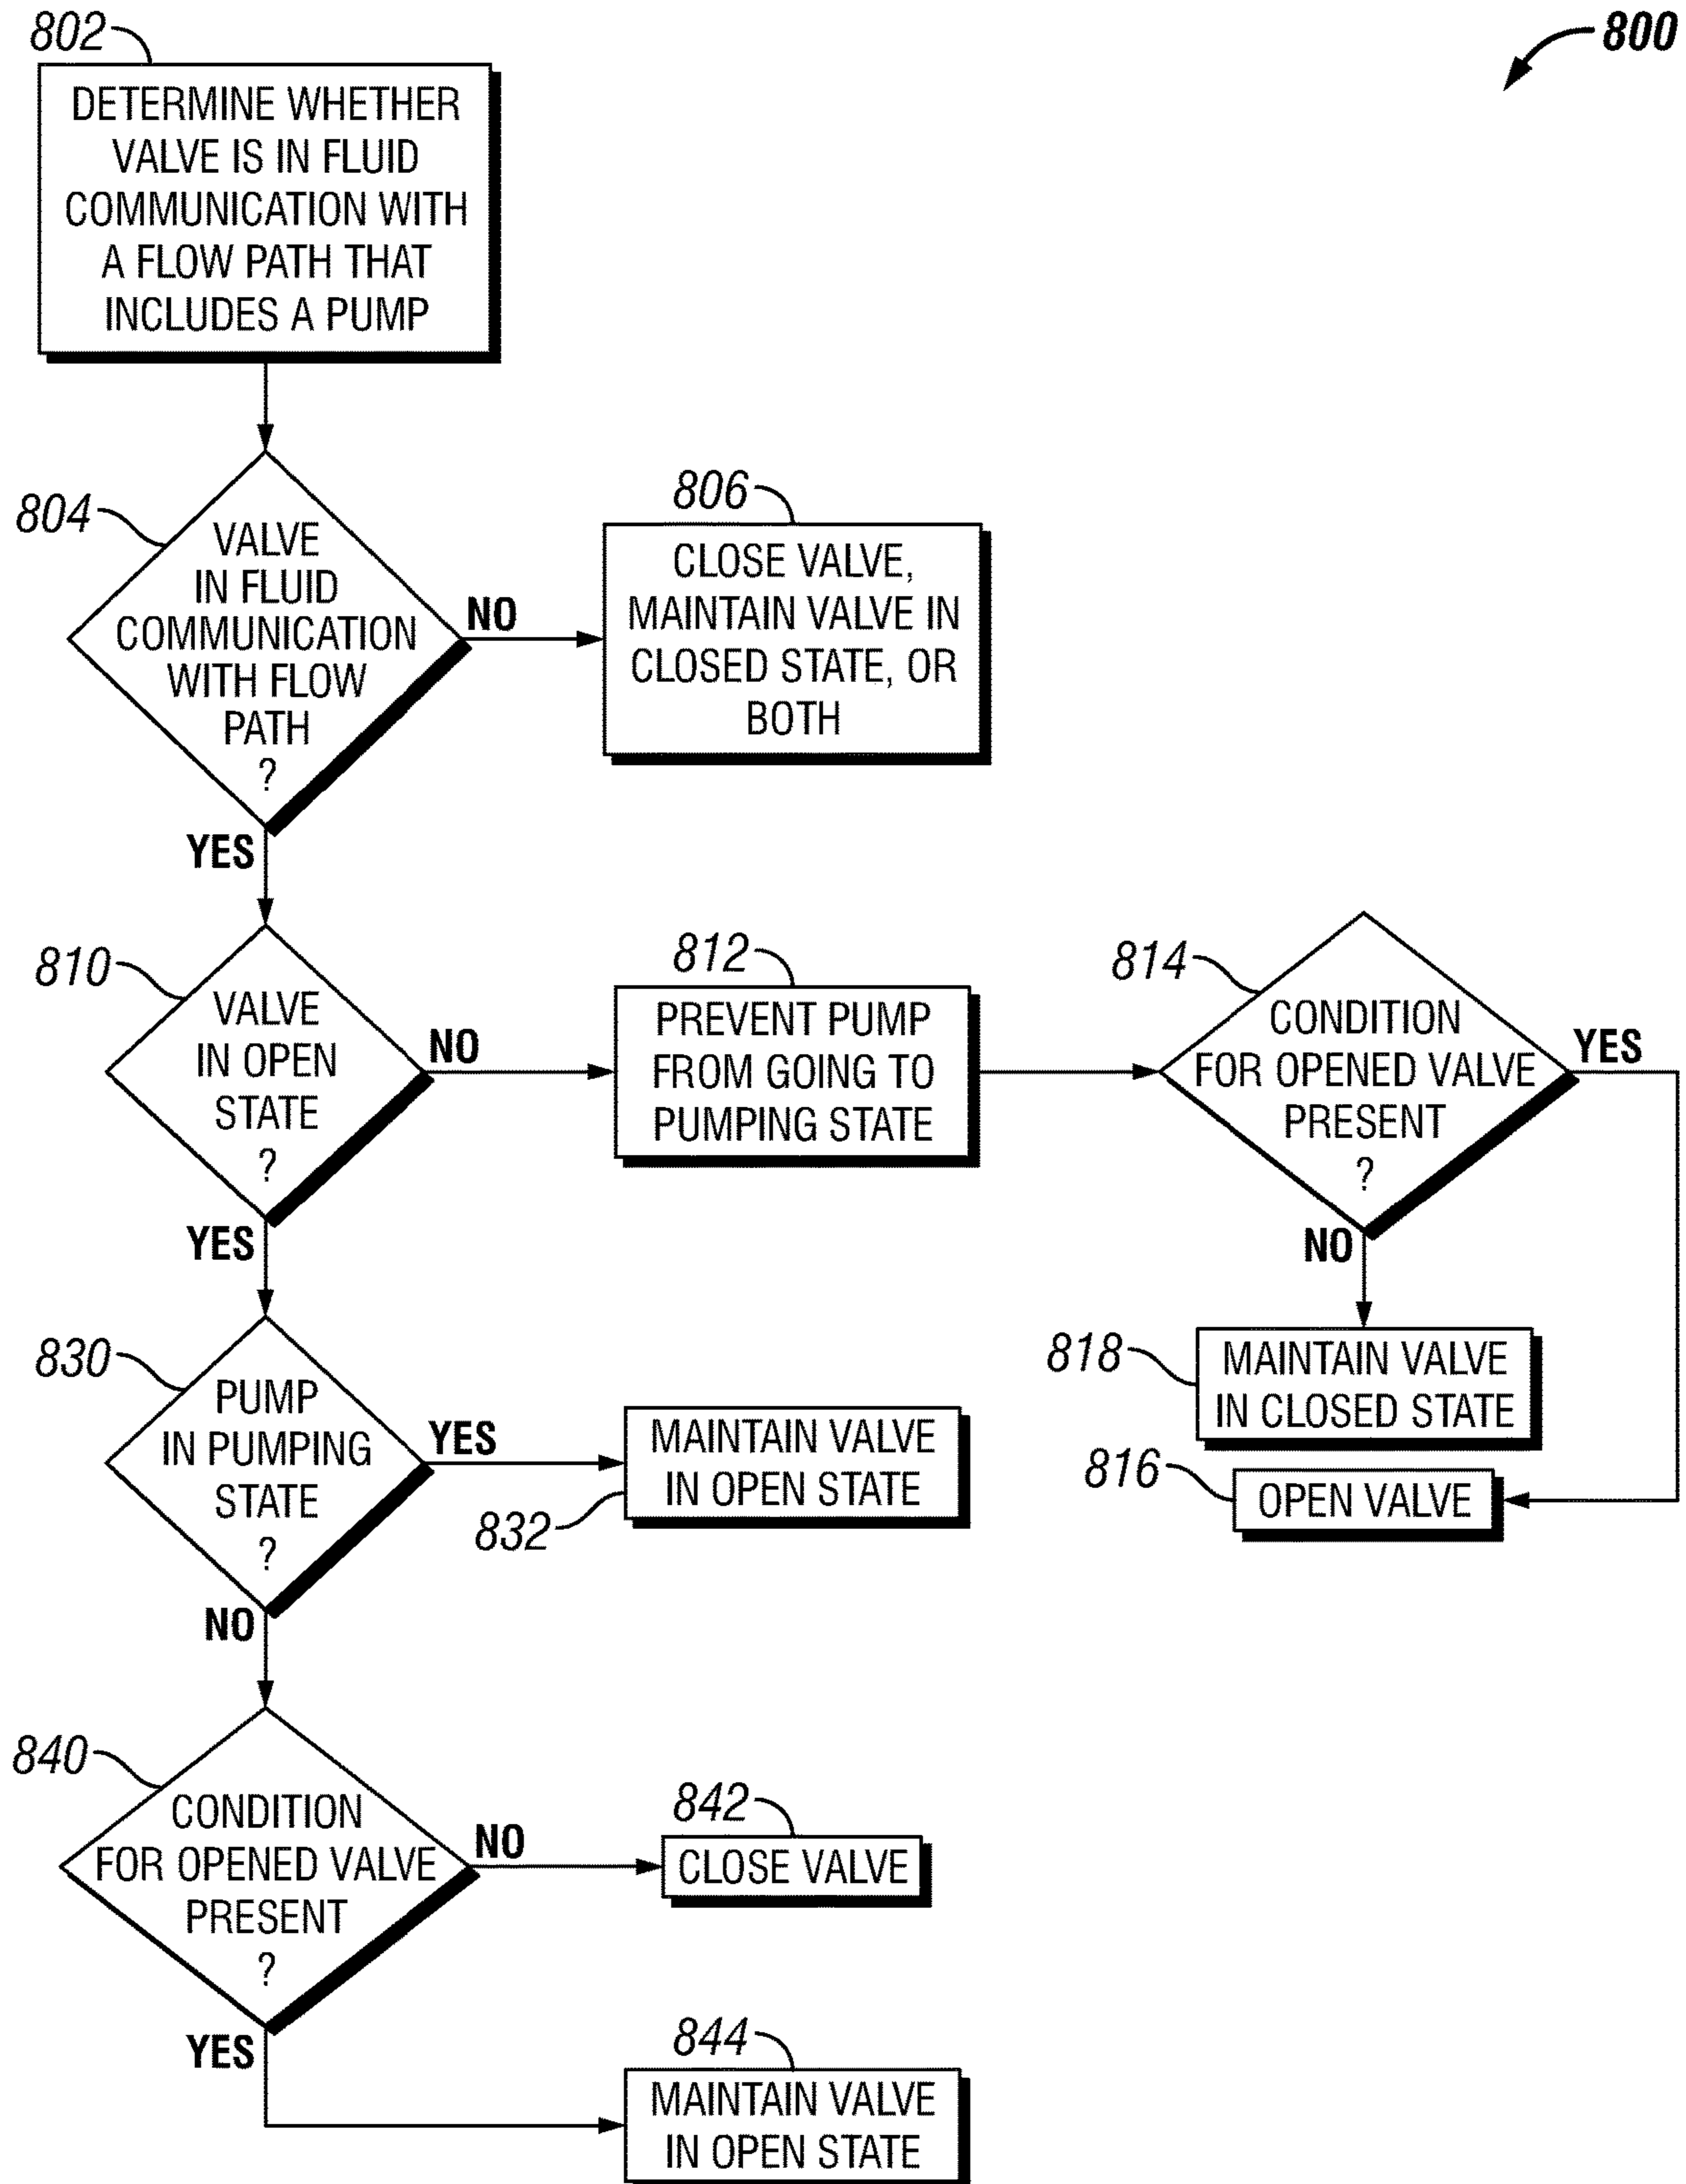 800
802
DETERMINE WHETHER
VALVE IS IN FLUID
COMMUNICATION WITH
A FLOW PATH THAT
INCLUDES A PUMP
804
VALVE
IN FLUID
COMMUNICATION
WITH FLOW
PATH
?
NO
806
CLOSE VALVE,
MAINTAIN VALVE IN
CLOSED STATE, OR
BOTH
YES
810
VALVE
IN OPEN
STATE
?
NO
812
PREVENT PUMP
FROM GOING TO
PUMPING STATE
814
CONDITION
FOR OPENED VALVE
PRESENT
?
YES
NO
818
MAINTAIN VALVE
IN CLOSED STATE
816
OPEN VALVE
YES
830
PUMP
IN PUMPING
STATE
?
YES
832
MAINTAIN VALVE
IN OPEN STATE
NO
840
CONDITION
FOR OPENED VALVE
PRESENT
?
NO
842
CLOSE VALVE
YES
844
MAINTAIN VALVE
IN OPEN STATE